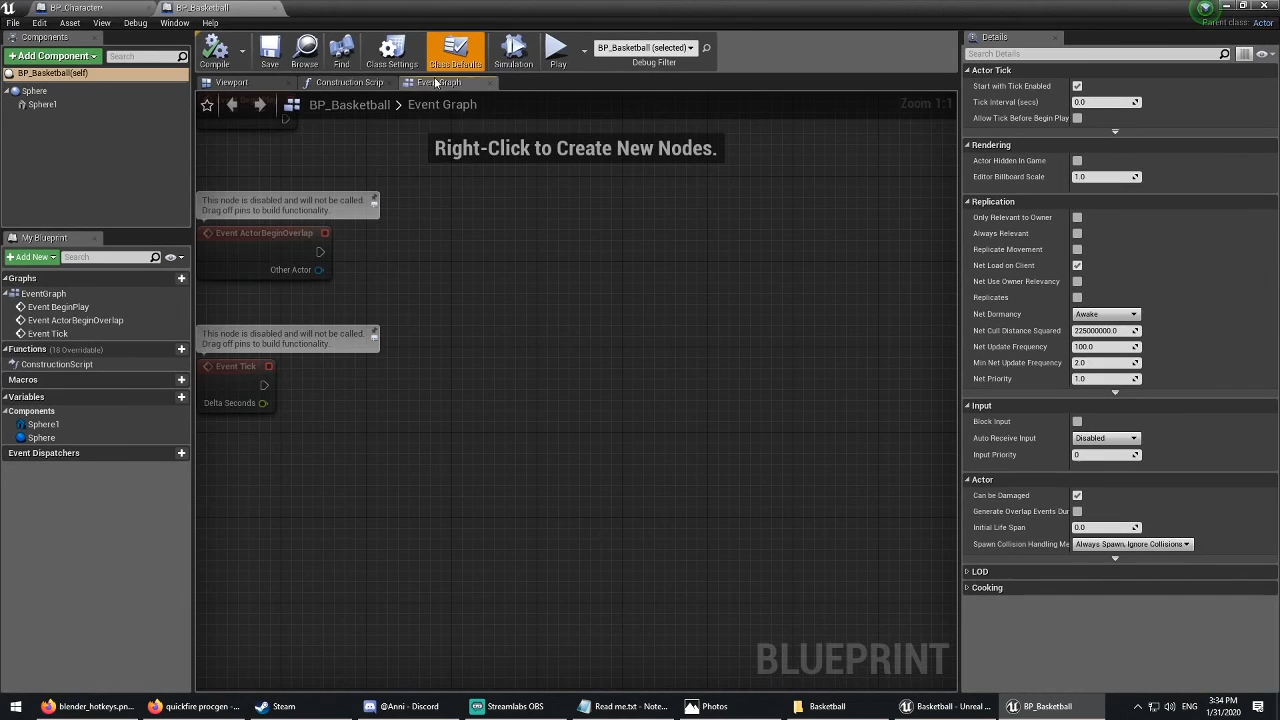 BP_Character*
BP_Basketball
Parent class: Actor
File Edit Asset View Debug Window Help
Components
+ Add Component
Search
BP_Basketball(self)
Sphere
Sphere1
Compile
Save
Browse
Find
Class Settings
Class Defaults
Simulation
Play
BP_Basketball (selected)
Debug Filter
Viewport
Construction Scrip
Event Graph
BP_Basketball > Event Graph
Zoom 1:1
Right-Click to Create New Nodes.
This node is disabled and will not be called.
Drag off pins to build functionality.
Event ActorBeginOverlap
Other Actor
This node is disabled and will not be called.
Drag off pins to build functionality.
Event Tick
Delta Seconds
BLUEPRINT
My Blueprint
+ Add New
Search
Graphs
EventGraph
Event BeginPlay
Event ActorBeginOverlap
Event Tick
Functions (18 Overridable)
ConstructionScript
Macros
Variables
Components
Sphere1
Sphere
Event Dispatchers
Details
Search Details
Actor Tick
Start with Tick Enabled
Tick Interval (secs) 0.0
Allow Tick Before Begin Play
Rendering
Actor Hidden In Game
Editor Billboard Scale 1.0
Replication
Only Relevant to Owner
Always Relevant
Replicate Movement
Net Load on Client
Net Use Owner Relevancy
Replicates
Net Dormancy Awake
Net Cull Distance Squared 225000000.0
Net Update Frequency 100.0
Min Net Update Frequency 2.0
Net Priority 1.0
Input
Block Input
Auto Receive Input Disabled
Input Priority 0
Actor
Can be Damaged
Generate Overlap Events Dur
Initial Life Span 0.0
Spawn Collision Handling Me Always Spawn, Ignore Collisions
LOD
Cooking
blender_hotkeys.pn...
quickfire procgen - ...
Steam
@Anni - Discord
Streamlabs OBS
Read me.txt - Note...
Photos
Basketball
Basketball - Unreal ...
BP_Basketball
3:34 PM
1/31/2020